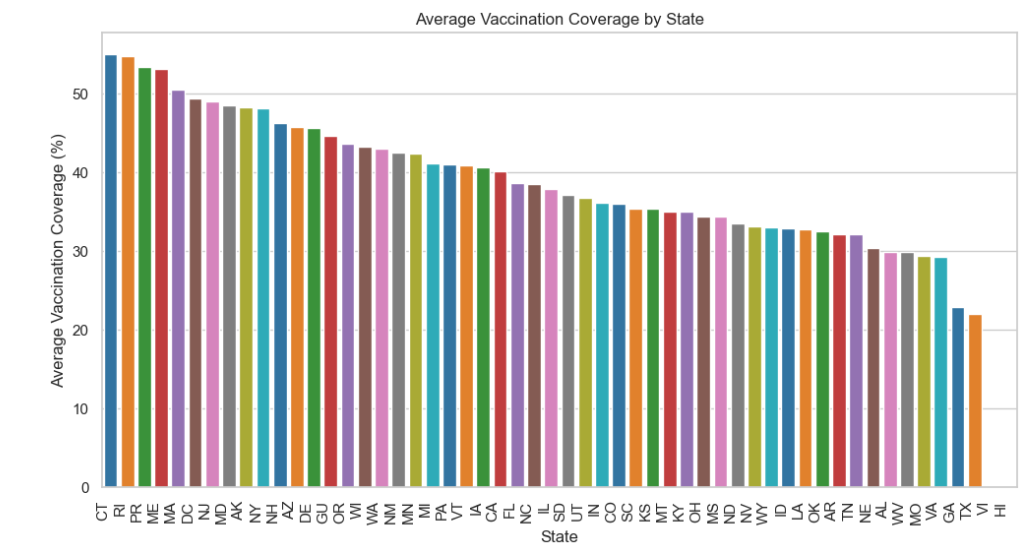 Average Vaccination Coverage by State
Average Vaccination Coverage (%)
50
40
30
20
10
0
CT RI PR ME MA DC NJ MD AK NY NH AZ DE GU OR WI WA NM MN MI PA VT IA CA FL NC IL SD UT IN CO SC KS MT KY OH MS ND NV WY ID LA OK AR TN NE AL WV MO VA GA TX VI HI
State